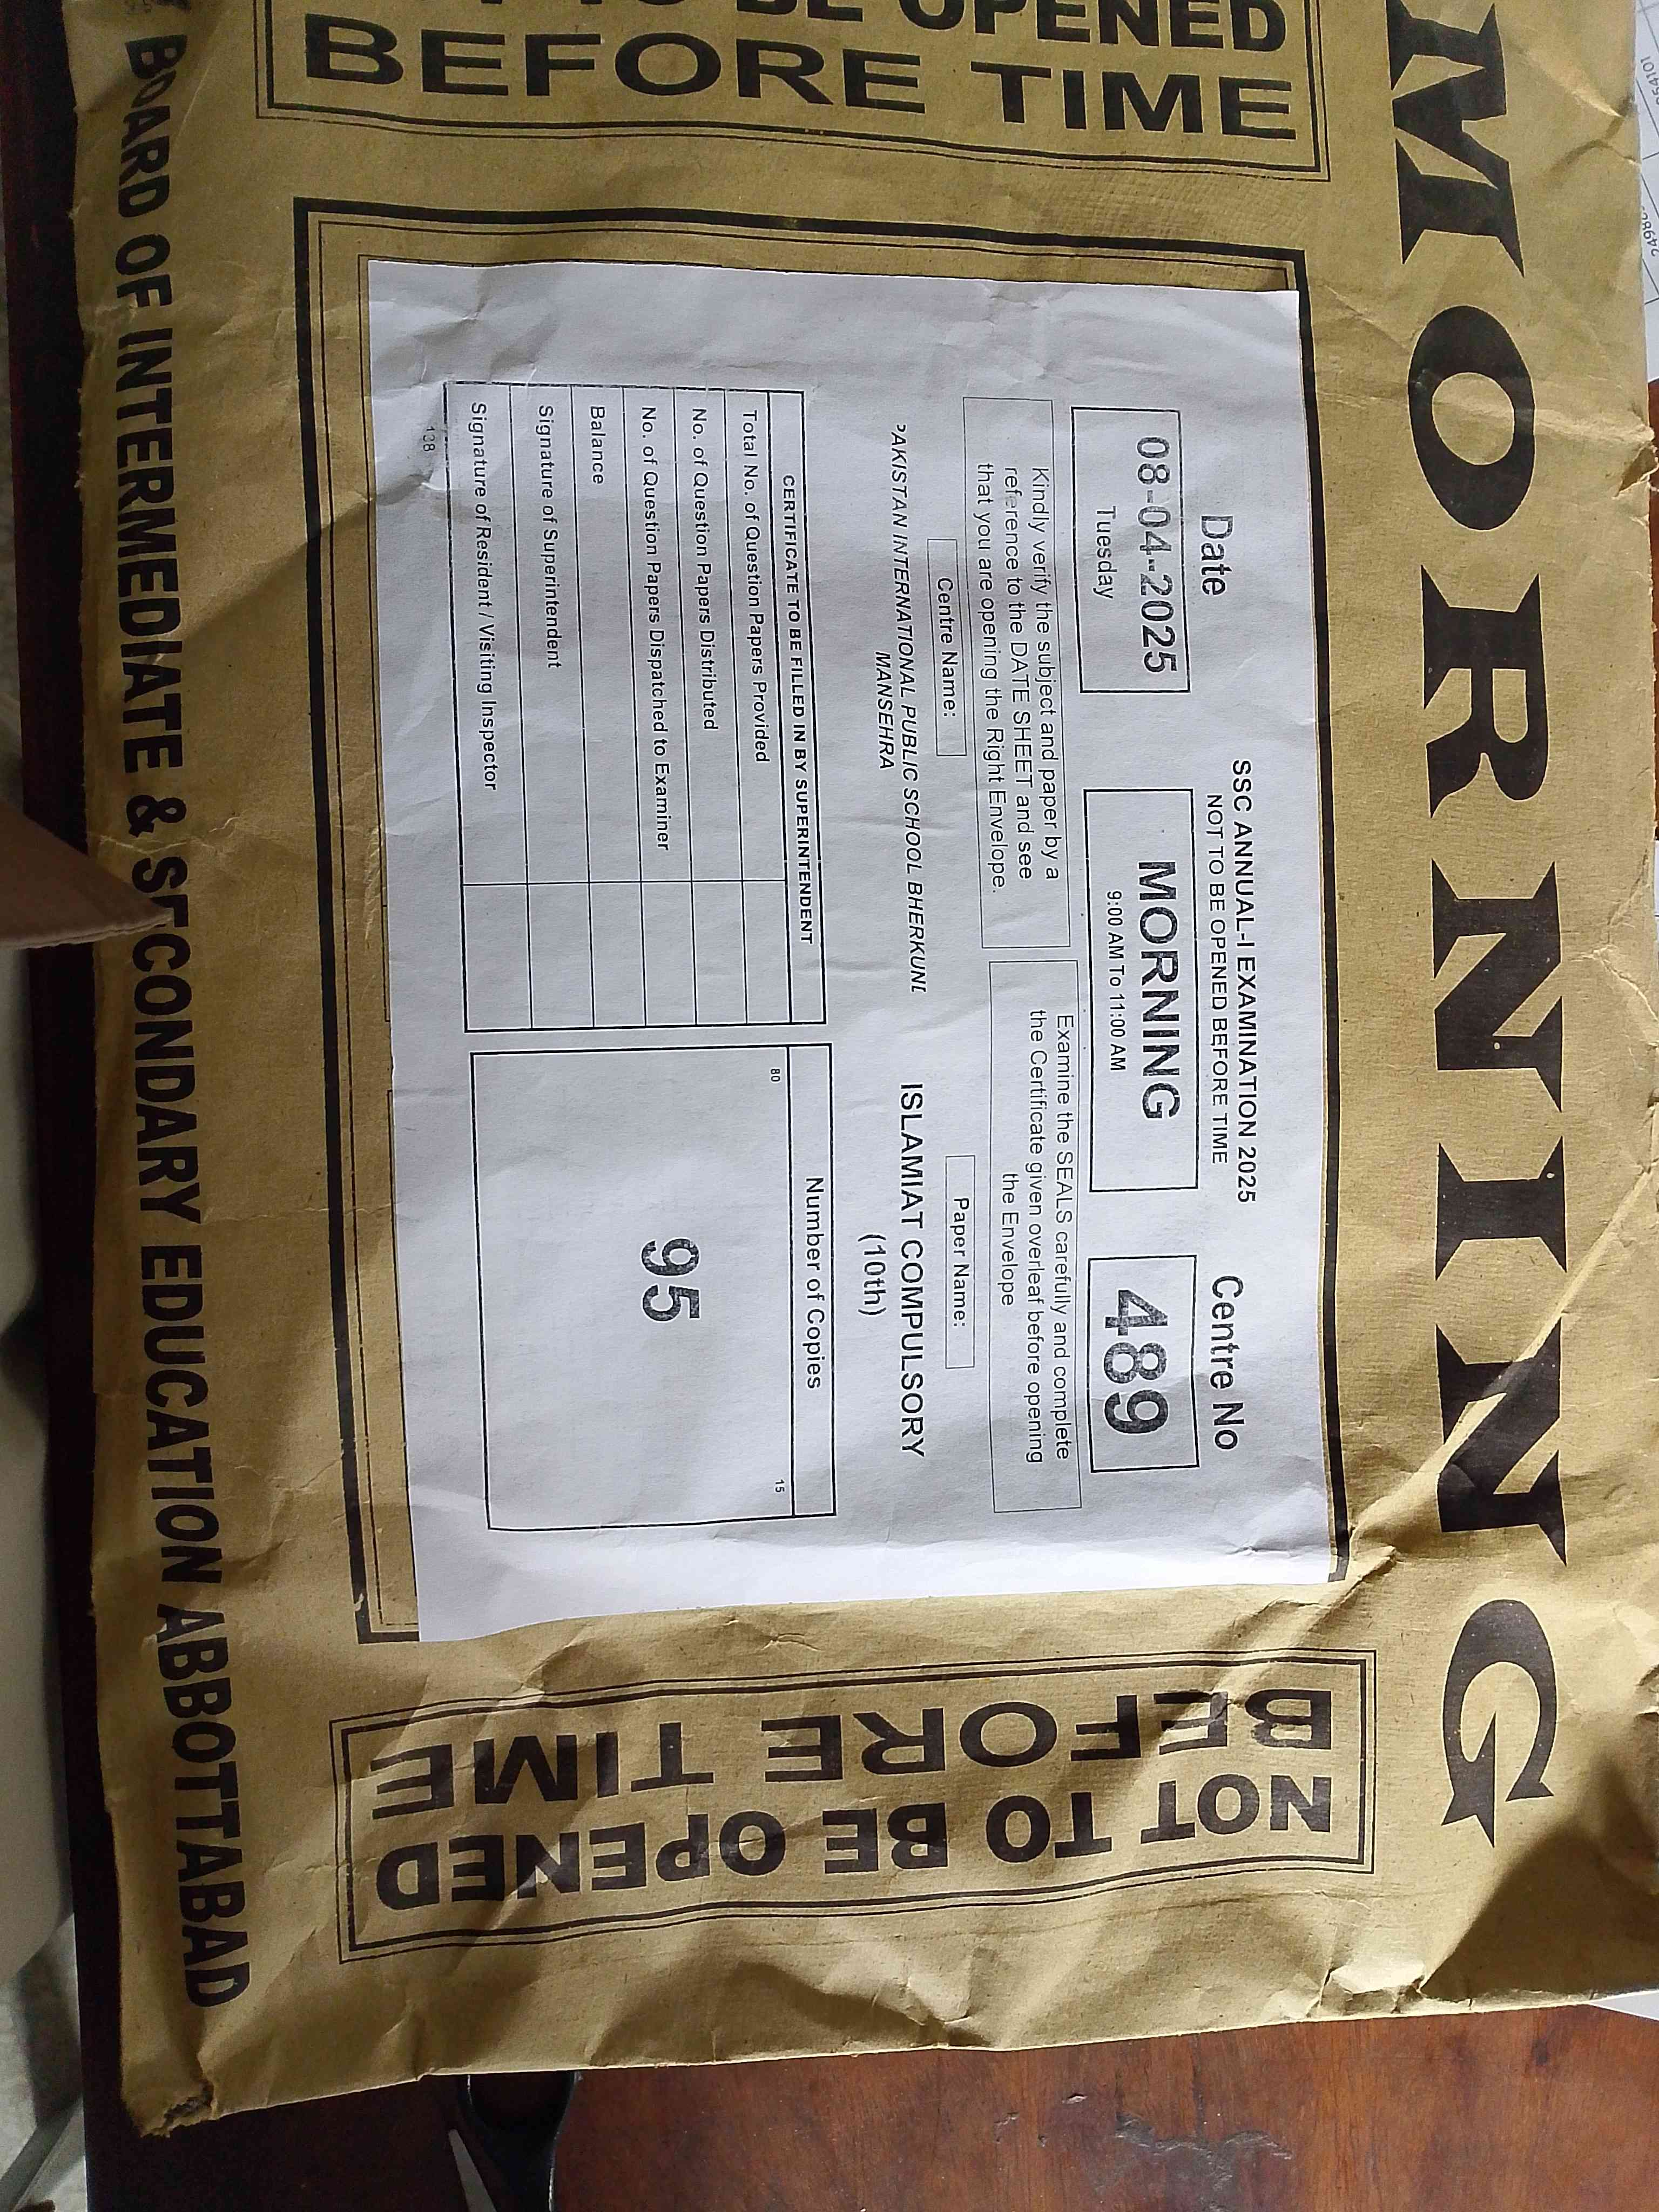 MORNING
BE OPENED
BEFORE TIME
SSC ANNUAL-I EXAMINATION 2025
NOT TO BE OPENED BEFORE TIME
Date
08-04-2025
Tuesday
MORNING
9:00 AM To 11:00 AM
Centre No
489
Kindly verify the subject and paper by a
reference to the DATE SHEET and see
that you are opening the Right Envelope.
Examine the SEALS carefully and complete
the Certificate given overleaf before opening
the Envelope
Centre Name:
PAKISTAN INTERNATIONAL PUBLIC SCHOOL BHERKUND
MANSEHRA
Paper Name:
ISLAMIAT COMPULSORY
(10th)
CERTIFICATE TO BE FILLED IN BY SUPERINTENDENT
Total No. of Question Papers Provided
No. of Question Papers Distributed
No. of Question Papers Dispatched to Examiner
Balance
Signature of Superintendent
Signature of Resident / Visiting Inspector
138
Number of Copies
80
15
95
NOT TO BE OPENED
BEFORE TIME
BOARD OF INTERMEDIATE & SECONDARY EDUCATION ABBOTTABAD